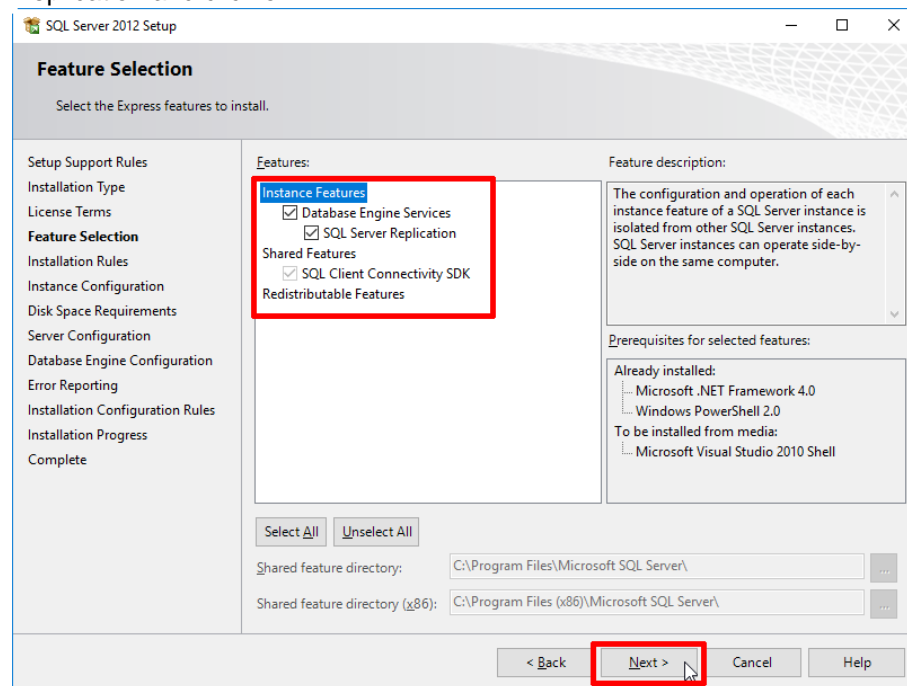 SQL Server 2012 Setup
Feature Selection
Select the Express features to install.
Setup Support Rules
Installation Type
License Terms
Feature Selection
Installation Rules
Instance Configuration
Disk Space Requirements
Server Configuration
Database Engine Configuration
Error Reporting
Installation Configuration Rules
Installation Progress
Complete
Features:
Instance Features
Database Engine Services
SQL Server Replication
Shared Features
SQL Client Connectivity SDK
Redistributable Features
Feature description:
The configuration and operation of each
instance feature of a SQL Server instance is
isolated from other SQL Server instances.
SQL Server instances can operate side-by-
side on the same computer.
Prerequisites for selected features:
Already installed:
Microsoft .NET Framework 4.0
Windows PowerShell 2.0
To be installed from media:
Microsoft Visual Studio 2010 Shell
Select All Unselect All
Shared feature directory: C:\Program Files\Microsoft SQL Server\ ...
Shared feature directory (x86): C:\Program Files (x86)\Microsoft SQL Server\ ...
< Back Next > Cancel Help